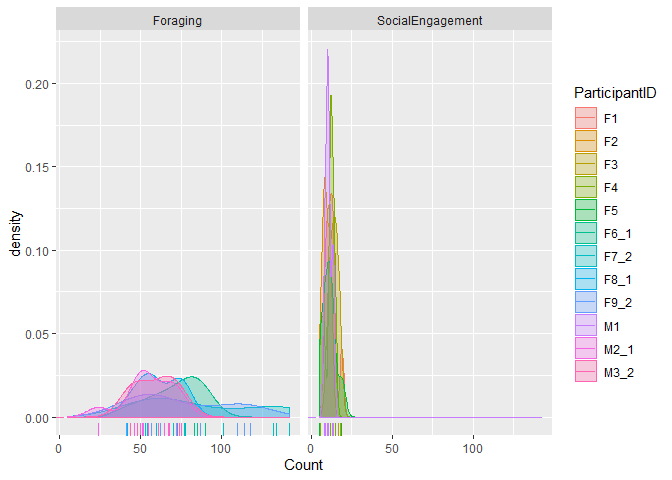 Foraging
SocialEngagement
0.20
0.15
0.10
0.05
0.00
density
0
50
100
0
50
100
Count
ParticipantID
F1
F2
F3
F4
F5
F6_1
F7_2
F8_1
F9_2
M1
M2_1
M3_2